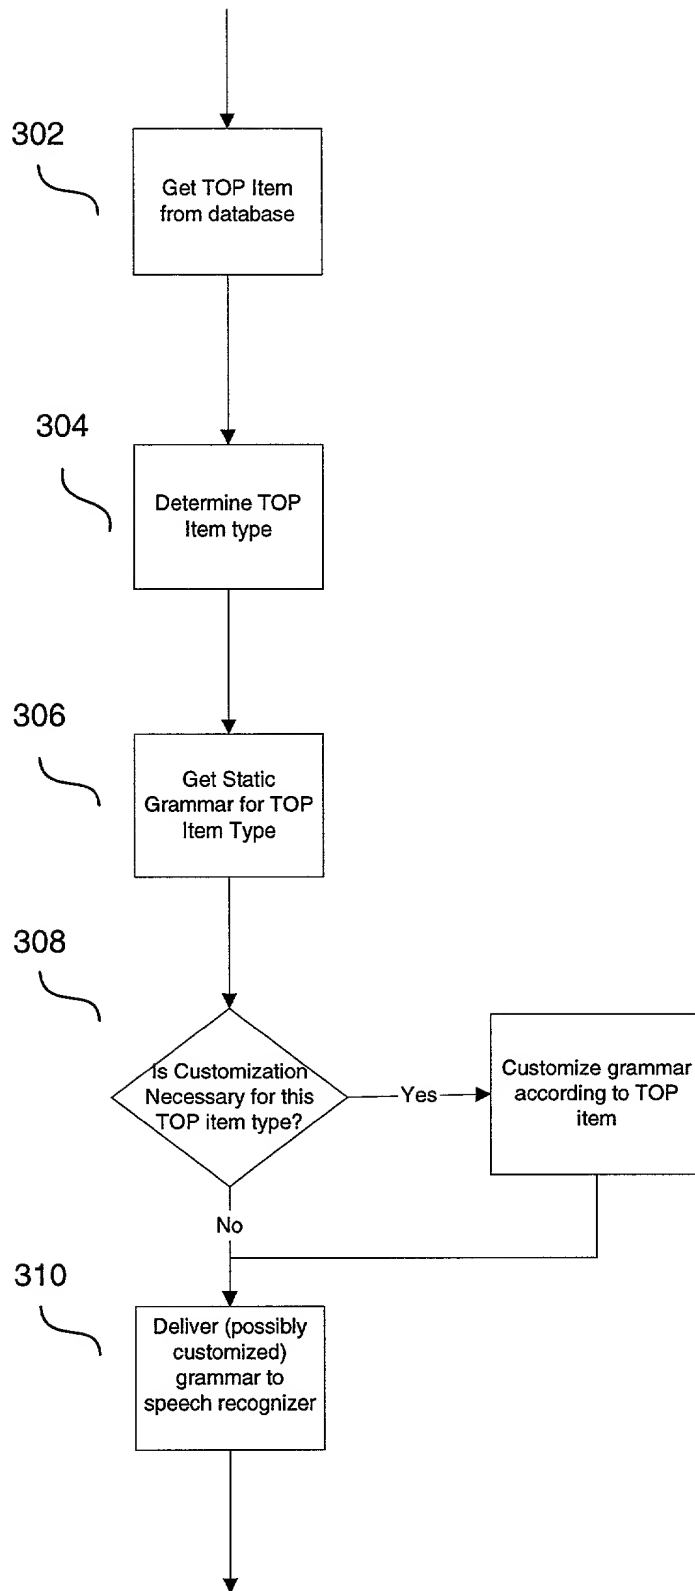 302
Get TOP Item
from database
304
Determine TOP
Item type
306
Get Static
Grammar for TOP
Item Type
308
Is Customization
Necessary for this
TOP item type?
Yes
Customize grammar
according to TOP
item
No
310
Deliver (possibly
customized)
grammar to
speech recognizer